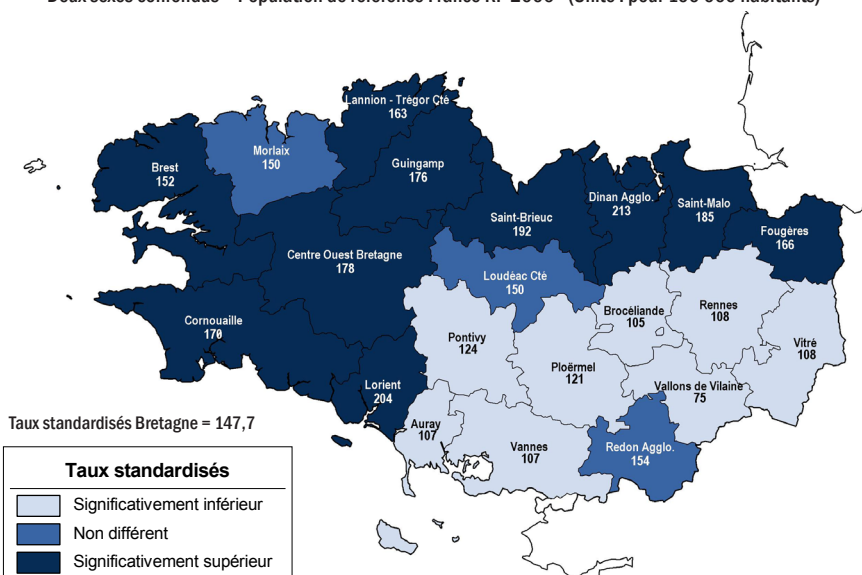 Lannion - Trégor Cté
163
Morlaix
150
Brest
152
Guingamp
176
Dinan Agglo.
213
Saint-Malo
185
Saint-Brieuc
192
Fougères
166
Centre Ouest Bretagne
178
Loudéac Cté
150
Brocéliande
105
Rennes
108
Cornouaille
170
Pontivy
124
Vitré
108
Ploërmel
121
Lorient
204
Vallons de Vilaine
75
Taux standardisés Bretagne = 147,7
Auray
107
Vannes
107
Redon Agglo.
154
Taux standardisés
Significativement inférieur
Non différent
Significativement supérieur